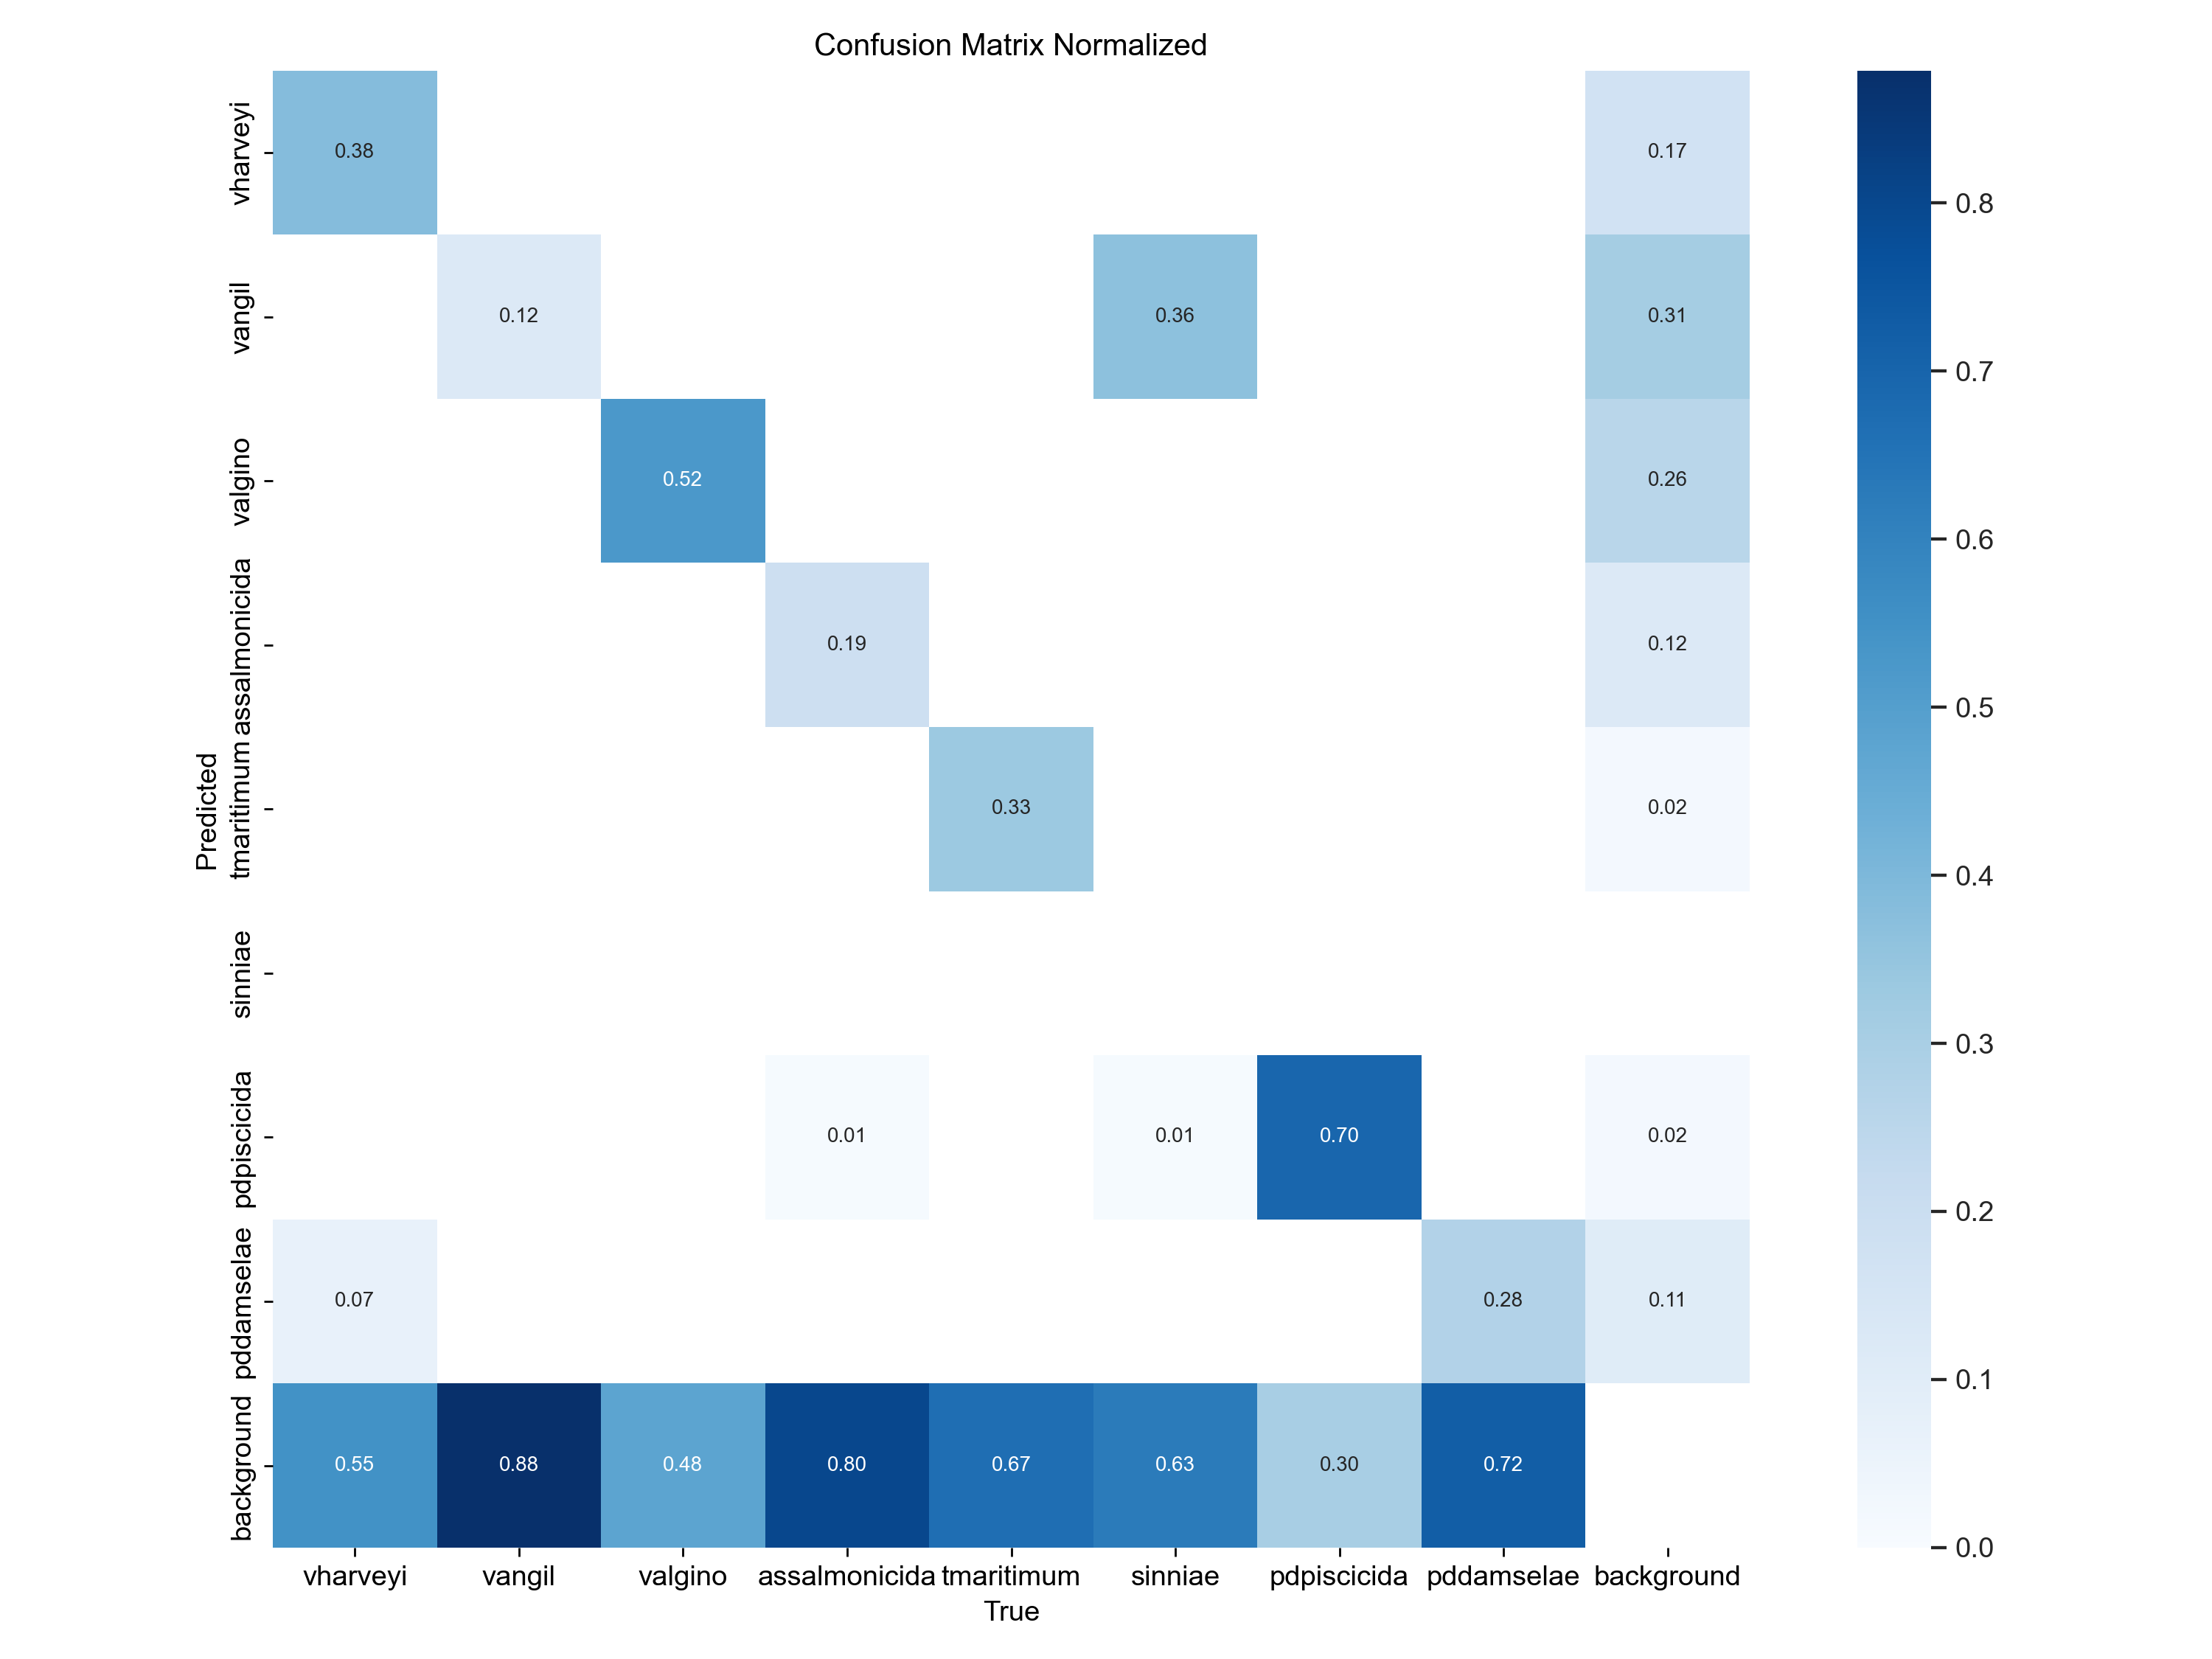 Confusion Matrix Normalized
vharveyi
0.38
0.17
vangil
0.12
0.36
0.31
valgino
0.52
0.26
assalmonicida
0.19
0.12
tmaritimum
0.33
0.02
sinniae
pdpiscicida
0.01
0.01
0.70
0.02
pddamselae
0.07
0.28
0.11
background
0.55
0.88
0.48
0.80
0.67
0.63
0.30
0.72
Predicted
vharveyi
vangil
valgino
assalmonicida
tmaritimum
sinniae
pdpiscicida
pddamselae
background
True
0.8
0.7
0.6
0.5
0.4
0.3
0.2
0.1
0.0